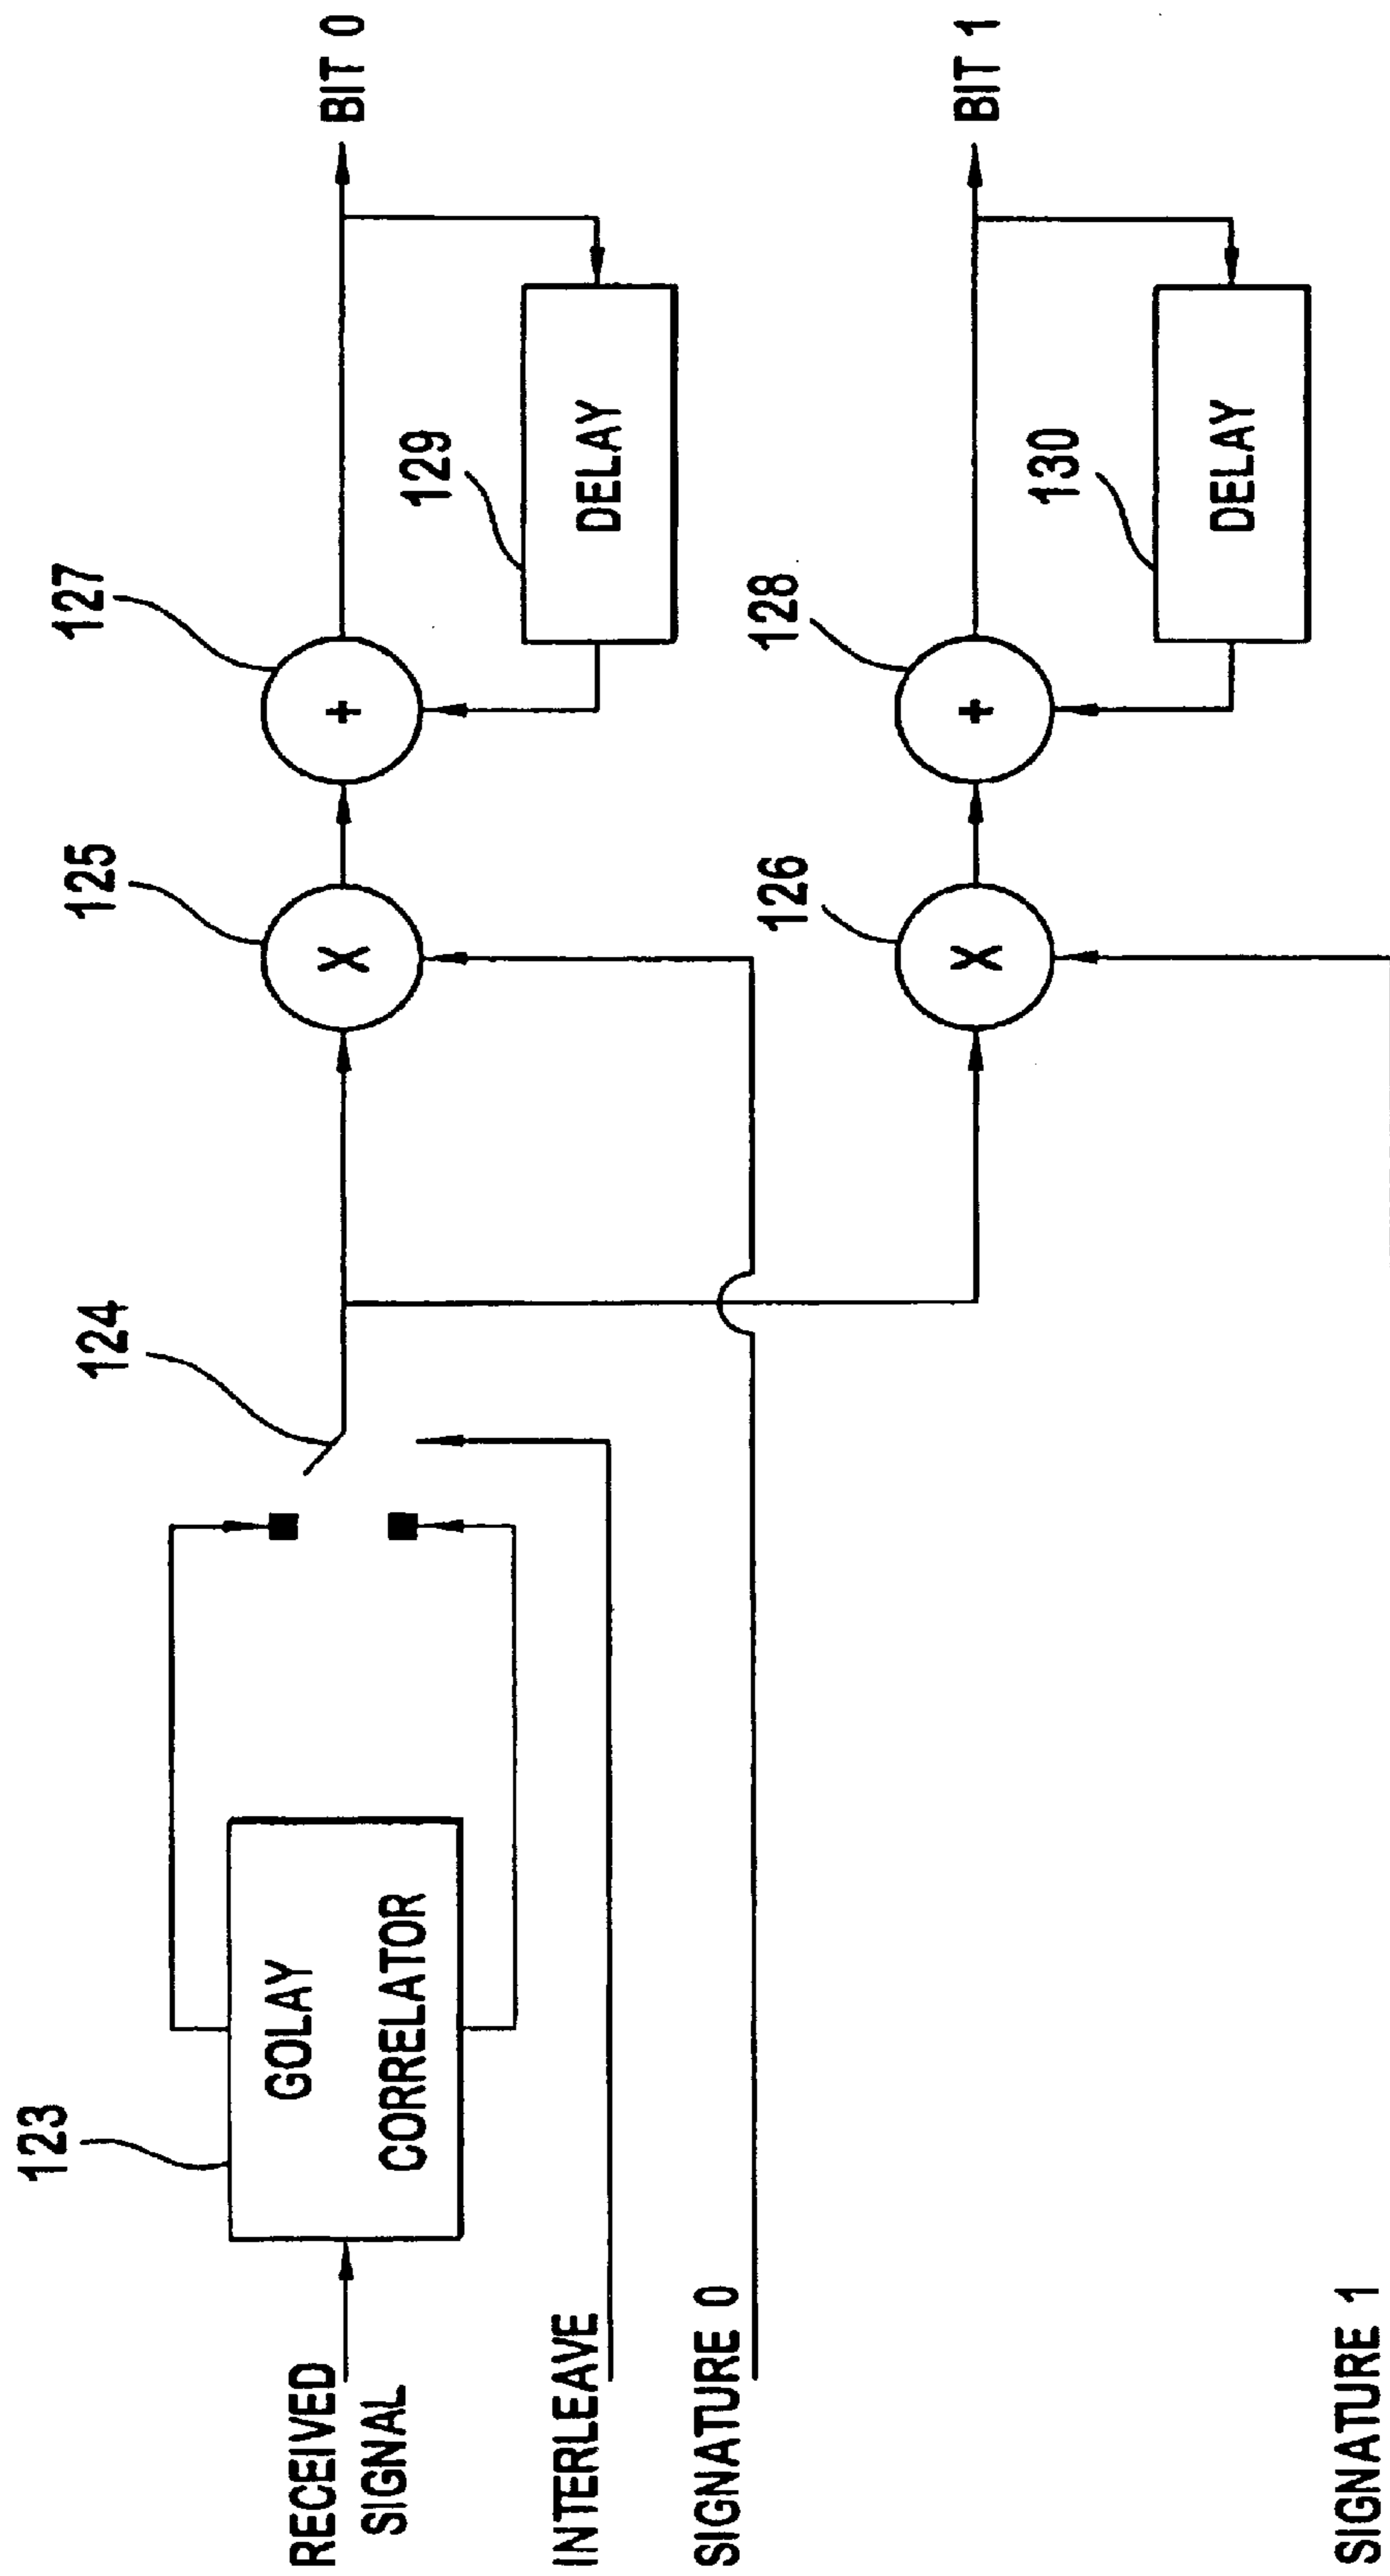 123
GOLAY
CORRELATOR
RECEIVED
SIGNAL
INTERLEAVE
SIGNATURE 0
SIGNATURE 1
124
125
X
127
+
129
DELAY
BIT 0
126
X
128
+
130
DELAY
BIT 1